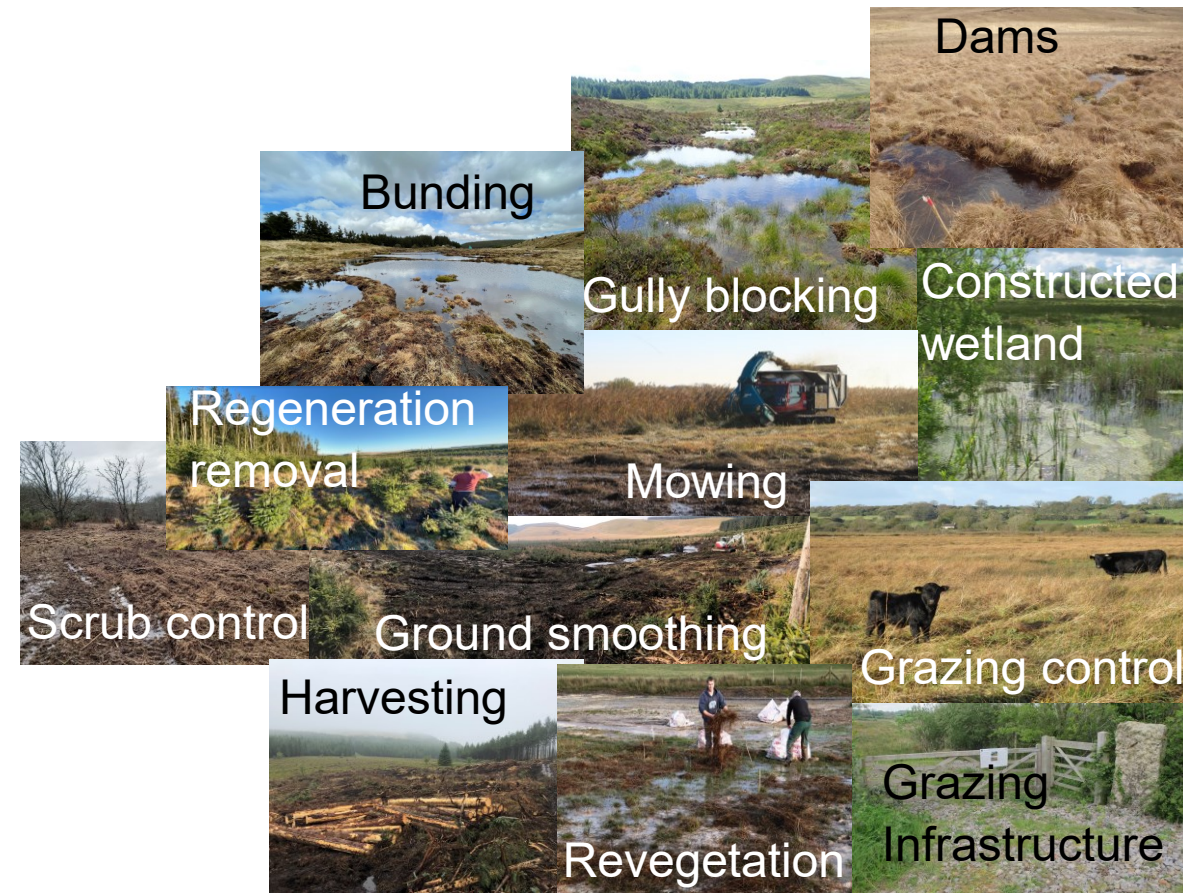 Dams
Bunding
Gully blocking
Constructed
wetland
Regeneration
removal
Mowing
Scrub control
Ground smoothing
Grazing control
Harvesting
Revegetation
Grazing
Infrastructure